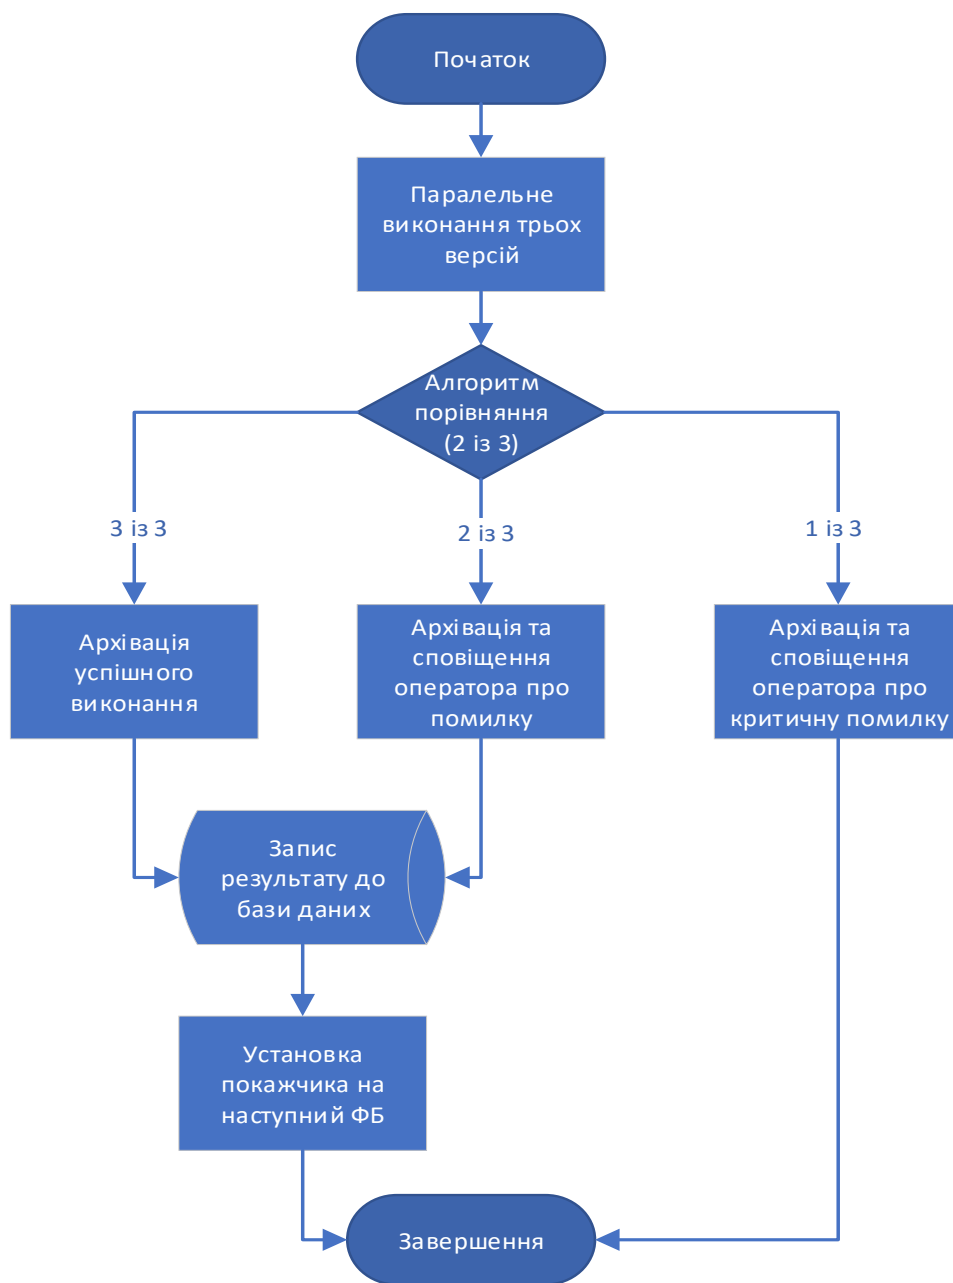 Початок
Паралельне
виконання трьох
версій
Алгоритм
порівняння
(2 із 3)
3 із 3
2 із 3
1 із 3
Архівація
успішного
виконання
Архівація та
сповіщення
оператора про
помилку
Архівація та
сповіщення
оператора про
критичну помилку
Запис
результату до
бази даних
Установка
покажчика на
наступний ФБ
Завершення